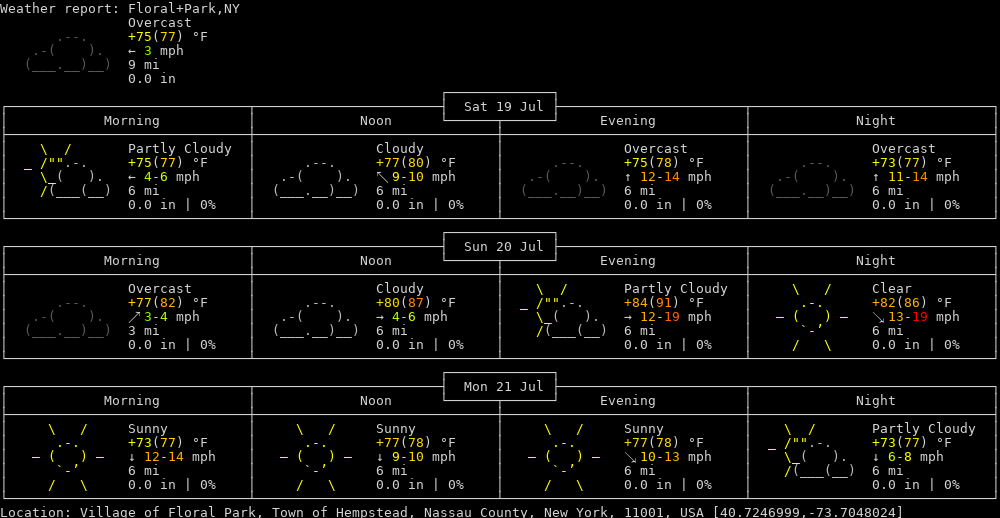 Weather report: Floral+Park,NY
Overcast
+75(77) °F
← 3 mph
9 mi
0.0 in
Sat 19 Jul
Morning Noon Evening Night
Partly Cloudy Cloudy Overcast Overcast
+75(77) °F +77(80) °F +75(78) °F +73(77) °F
← 4-6 mph ↖ 9-10 mph ↑ 12-14 mph ↑ 11-14 mph
6 mi 6 mi 6 mi 6 mi
0.0 in | 0% 0.0 in | 0% 0.0 in | 0% 0.0 in | 0%
Sun 20 Jul
Morning Noon Evening Night
Overcast Cloudy Partly Cloudy Clear
+77(82) °F +80(87) °F +84(91) °F +82(86) °F
↗ 3-4 mph → 4-6 mph → 12-19 mph ↘ 13-19 mph
3 mi 6 mi 6 mi 6 mi
0.0 in | 0% 0.0 in | 0% 0.0 in | 0% 0.0 in | 0%
Mon 21 Jul
Morning Noon Evening Night
Sunny Sunny Sunny Partly Cloudy
+73(77) °F +77(78) °F +77(78) °F +73(77) °F
↓ 12-14 mph ↓ 9-10 mph ↘ 10-13 mph ↓ 6-8 mph
6 mi 6 mi 6 mi 6 mi
0.0 in | 0% 0.0 in | 0% 0.0 in | 0% 0.0 in | 0%
Location: Village of Floral Park, Town of Hempstead, Nassau County, New York, 11001, USA [40.7246999,-73.7048024]